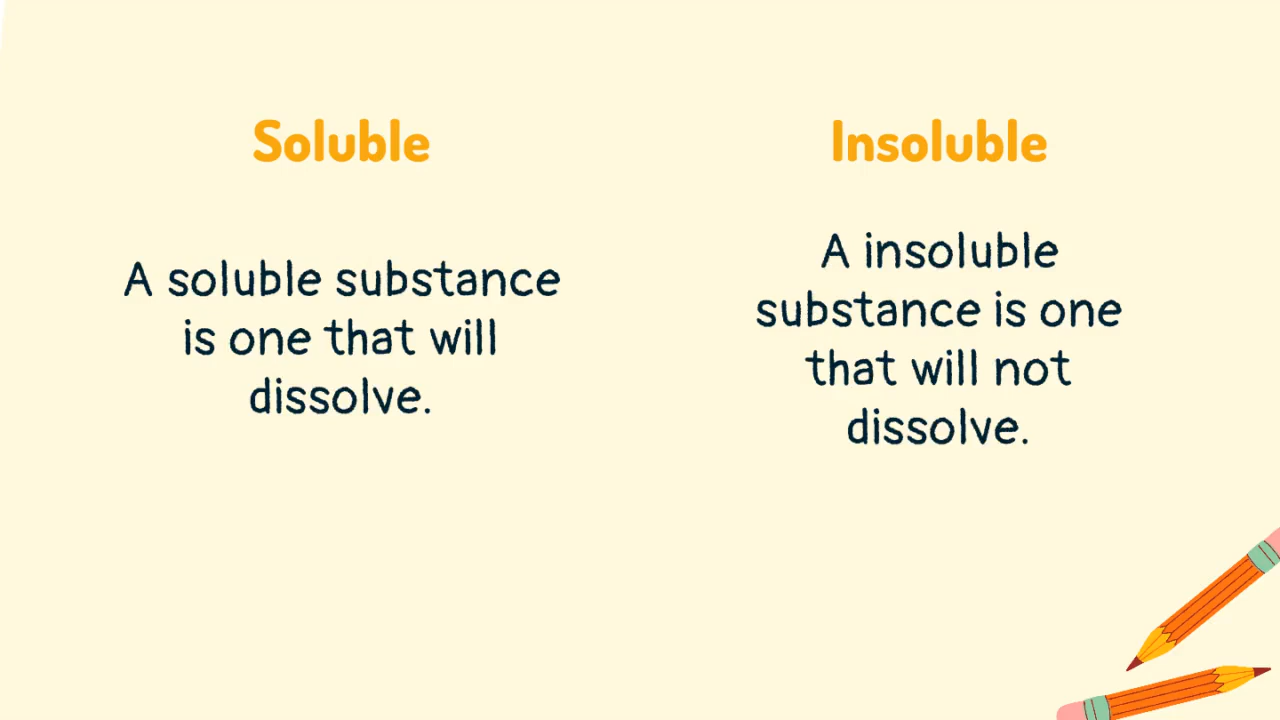 Soluble
A soluble substance
is one that will
dissolve.
Insoluble
A insoluble
substance is one
that will not
dissolve.